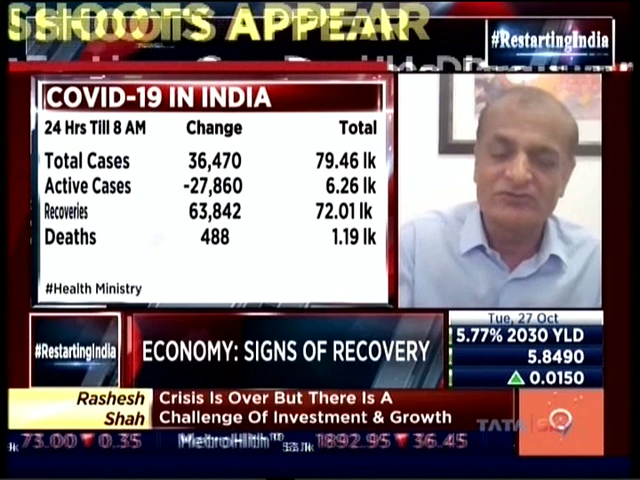 SHOOTS APPEAR
#RestartingIndia
COVID-19 IN INDIA
24 Hrs Till 8 AM Change Total
Total Cases 36,470 79.46 lk
Active Cases -27,860 6.26 lk
Recoveries 63,842 72.01 lk
Deaths 488 1.19 lk
#Health Ministry
#RestartingIndia
ECONOMY: SIGNS OF RECOVERY
Tue, 27 Oct
5.77% 2030 YLD
5.8490
▲ 0.0150
Rashesh Shah
Crisis Is Over But There Is A
Challenge Of Investment & Growth
TATA sky
73.00 ▼ 0.35 1892.95 ▼ 36.45